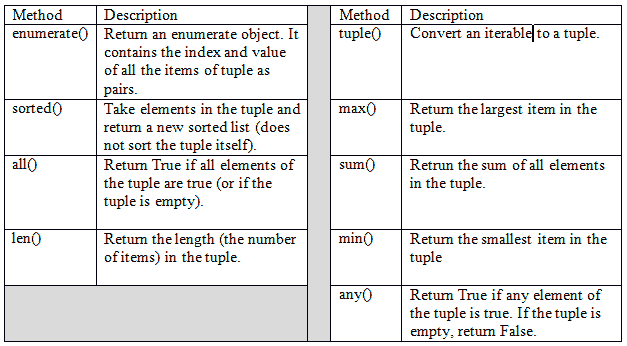 Method Description
enumerate() Return an enumerate object. It
contains the index and value
of all the items of tuple as
pairs.
sorted() Take elements in the tuple and
return a new sorted list (does
not sort the tuple itself).
all() Return True if all elements of
the tuple are true (or if the
tuple is empty).
len() Return the length (the number
of items) in the tuple.
Method Description
tuple() Convert an iterable to a tuple.
max() Return the largest item in the
tuple.
sum() Retrun the sum of all elements
in the tuple.
min() Return the smallest item in the
tuple
any() Return True if any element of
the tuple is true. If the tuple is
empty, return False.